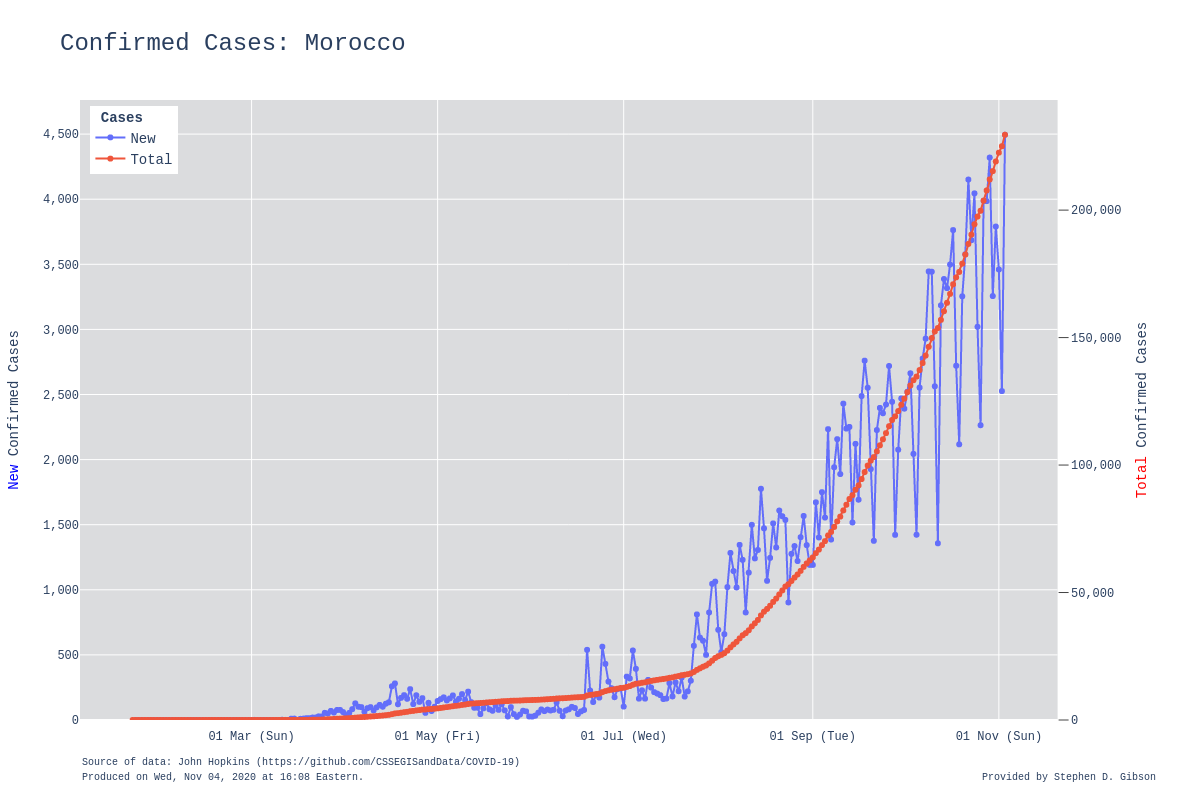 Confirmed Cases: Morocco
Cases
New
Total
4,500
4,000
3,500
3,000
2,500
2,000
1,500
1,000
500
0
New Confirmed Cases
200,000
150,000
100,000
50,000
0
Total Confirmed Cases
01 Mar (Sun)
01 May (Fri)
01 Jul (Wed)
01 Sep (Tue)
01 Nov (Sun)
Source of data: John Hopkins (https://github.com/CSSEGISandData/COVID-19)
Produced on Wed, Nov 04, 2020 at 16:08 Eastern.
Provided by Stephen D. Gibson